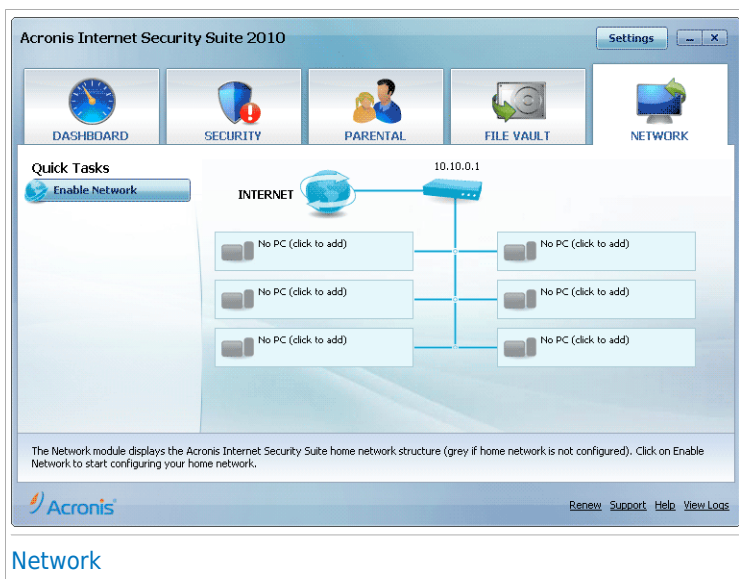 Acronis Internet Security Suite 2010
Settings
DASHBOARD
SECURITY
PARENTAL
FILE VAULT
NETWORK
Quick Tasks
Enable Network
10.10.0.1
INTERNET
No PC (click to add)
No PC (click to add)
No PC (click to add)
No PC (click to add)
No PC (click to add)
No PC (click to add)
The Network module displays the Acronis Internet Security Suite home network structure (grey if home network is not configured). Click on Enable
Network to start configuring your home network.
Acronis
Renew Support Help View Logs
Network